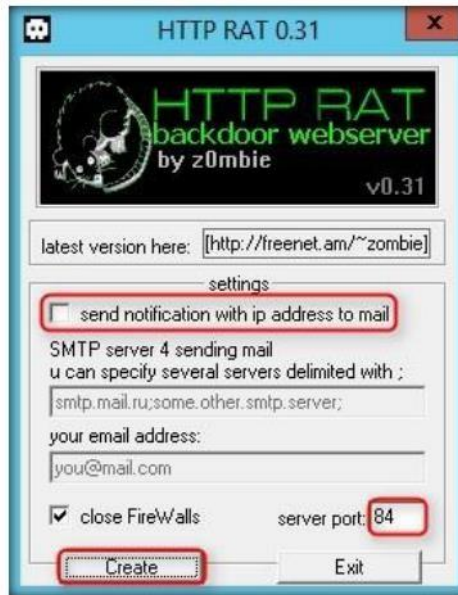 HTTP RAT 0.31
x
HTTP RAT
backdoor webserver
by z0mbie
v0.31
latest version here: [http://freenet.am/~zombie]
settings
send notification with ip address to mail
SMTP server 4 sending mail
u can specify several servers delimited with ;
smtp.mail.ru;some.other.smtp.server;
your email address:
you@mail.com
close FireWalls server port: 84
Create Exit